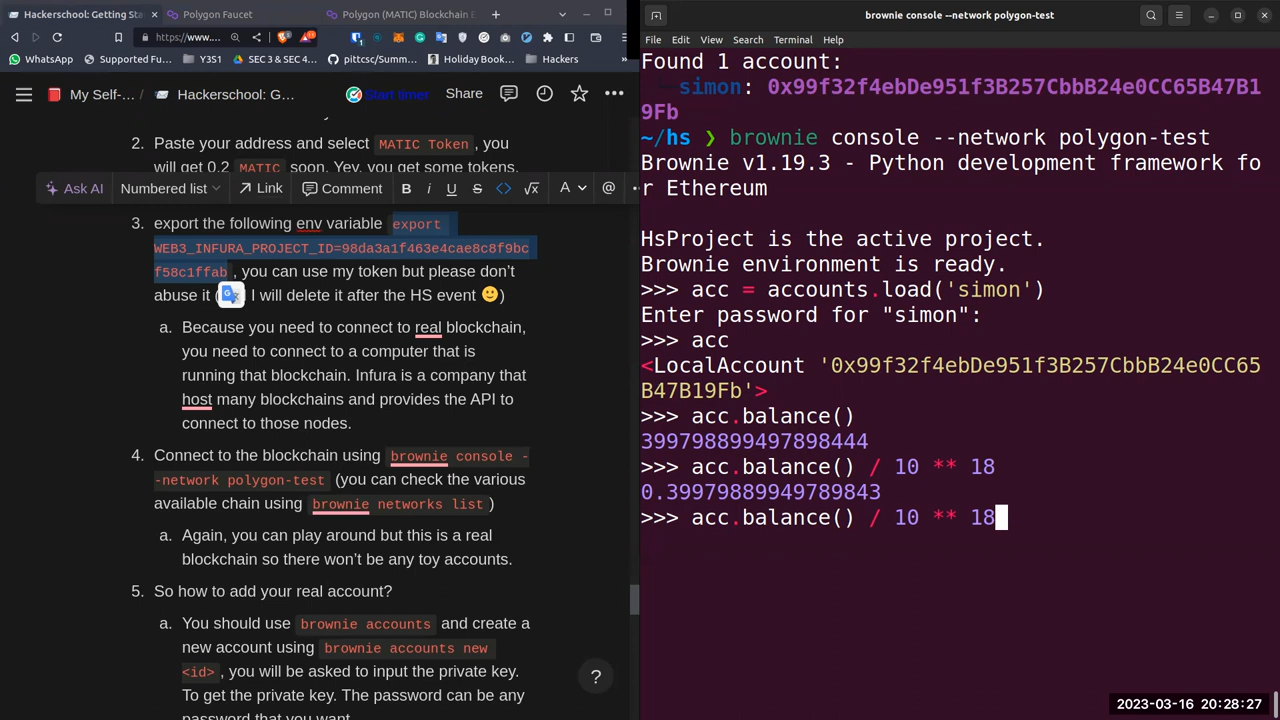 Hackerschool: Getting Sta
Polygon Faucet
Polygon (MATIC) Blockchain E
https://www....
WhatsApp
Supported Fu...
Y3S1
SEC 3 & SEC 4...
pittcsc/Summ...
Holiday Book...
Hackers
My Self-...
/
Hackerschool: G...
Start timer
Share
2. Paste your address and select MATIC Token, you
will get 0.2 MATIC soon. Yey, you get some tokens.
Ask AI
Numbered list
Link
Comment
B
i
U
S
√x
A
@
3. export the following env variable export
WEB3_INFURA_PROJECT_ID=98da3a1f463e4cae8c8f9bc
f58c1ffab, you can use my token but please don't
abuse it (
I will delete it after the HS event 🙂)
a. Because you need to connect to real blockchain,
you need to connect to a computer that is
running that blockchain. Infura is a company that
host many blockchains and provides the API to
connect to those nodes.
4. Connect to the blockchain using brownie console -
-network polygon-test (you can check the various
available chain using brownie networks list)
a. Again, you can play around but this is a real
blockchain so there won't be any toy accounts.
5. So how to add your real account?
a. You should use brownie accounts and create a
new account using brownie accounts new
<id>, you will be asked to input the private key.
To get the private key. The password can be any
password that you want.
?
brownie console --network polygon-test
File Edit View Search Terminal Help
Found 1 account:
simon: 0x99f32f4ebDe951f3B257CbbB24e0CC65B47B1
9Fb
~/hs ❯ brownie console --network polygon-test
Brownie v1.19.3 - Python development framework fo
r Ethereum
HsProject is the active project.
Brownie environment is ready.
>>> acc = accounts.load('simon')
Enter password for "simon":
>>> acc
<LocalAccount '0x99f32f4ebDe951f3B257CbbB24e0CC65
B47B19Fb'>
>>> acc.balance()
399798899497898444
>>> acc.balance() / 10 ** 18
0.39979889949789843
>>> acc.balance() / 10 ** 18
2023-03-16 20:28:27